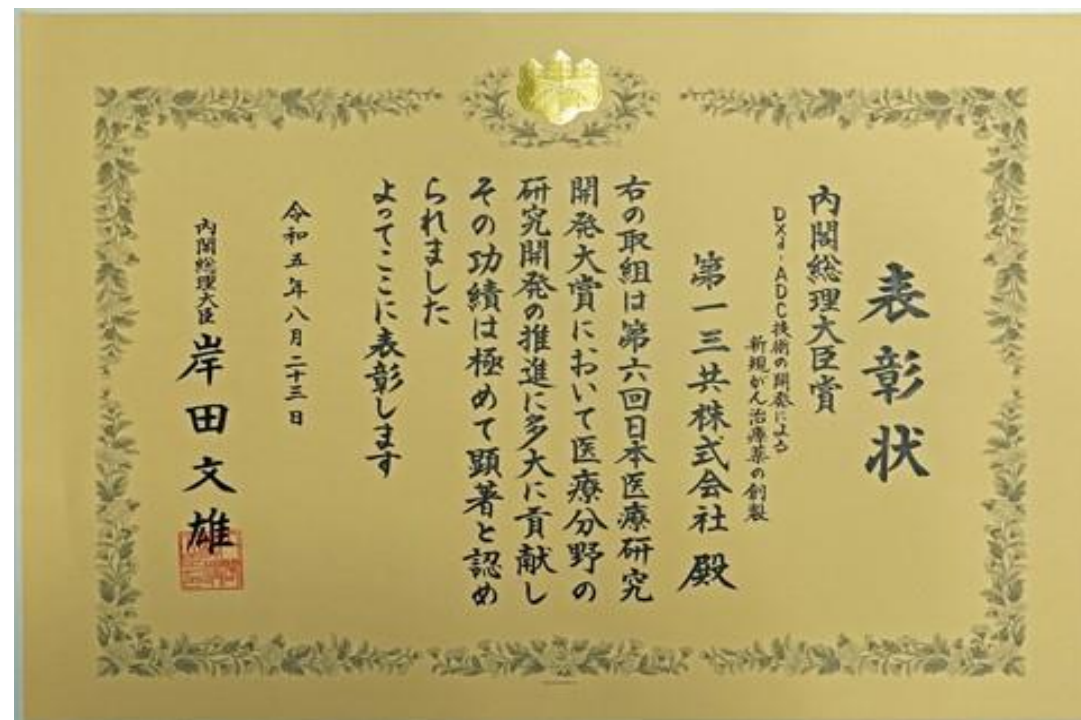 表彰状
内閣総理大臣賞
DXd-ADC技術の開発による
新規がん治療薬の創製
第一三共株式会社 殿
右の取組は第六回日本医療研究
開発大賞において医療分野の
研究開発の推進に多大に貢献し
その功績は極めて顕著と認め
られました
よってここに表彰します
令和五年八月二十三日
内閣総理大臣 岸田文雄